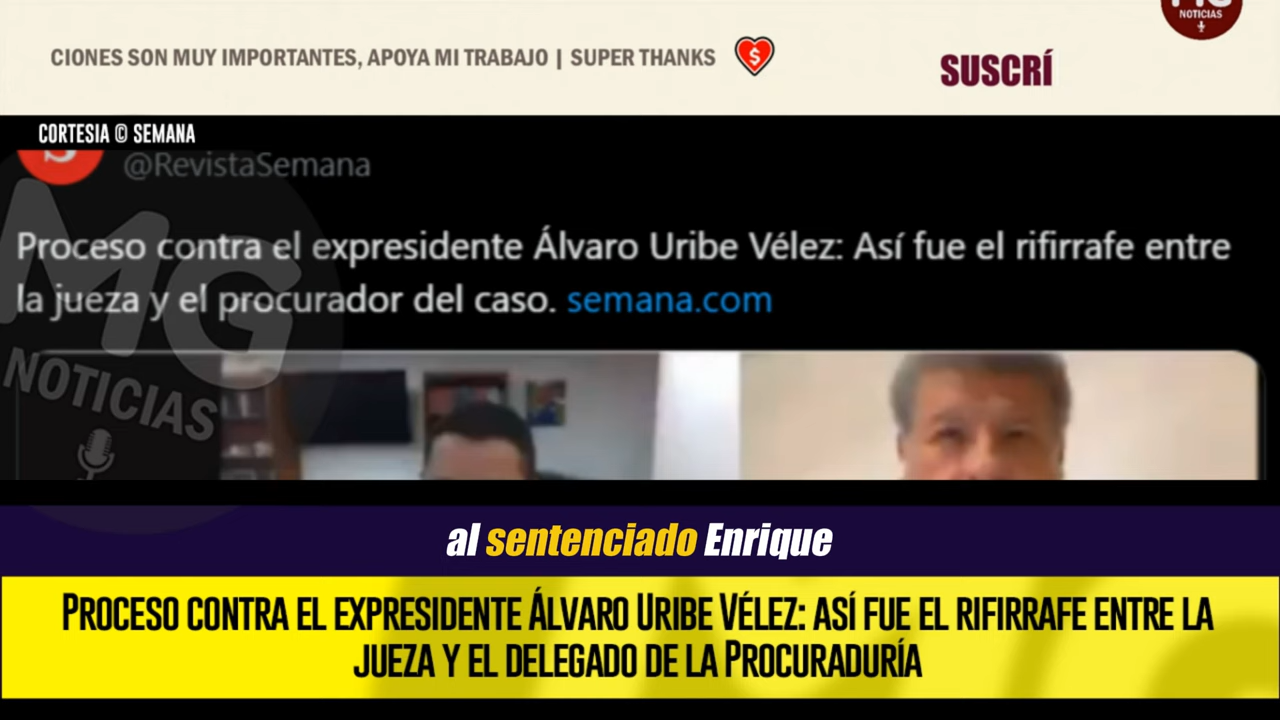 NOTICIAS
CIONES SON MUY IMPORTANTES, APOYA MI TRABAJO | SUPER THANKS
SUSCRÍ
CORTESIA © SEMANA
@RevistaSemana
Proceso contra el expresidente Álvaro Uribe Vélez: Así fue el rifirrafe entre
la jueza y el procurador del caso. semana.com
MG
NOTICIAS
al sentenciado Enrique
PROCESO CONTRA EL EXPRESIDENTE ÁLVARO URIBE VÉLEZ: ASÍ FUE EL RIFIRRAFE ENTRE LA
JUEZA Y EL DELEGADO DE LA PROCURADURÍA